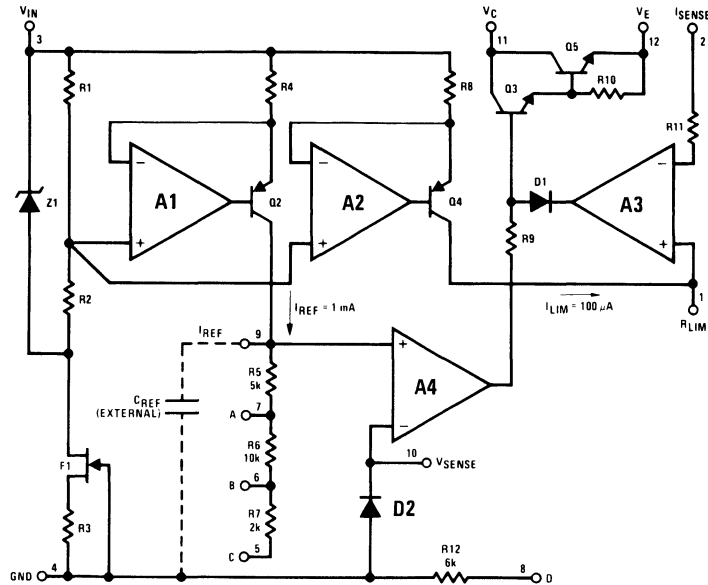 VIN
VC
VE
ISENSE
3
11
12
2
Q5
R1
R4
R8
Q3
R10
R11
−
−
D1
−
A1
A2
A3
Z1
Q2
Q4
+
+
R9
+
R2
1
IREF = 1 mA
ILIM = 100 μA
RLIM
IREF
9
+
R5
5k
A4
CREF
(EXTERNAL)
A
7
−
R6
10k
10
VSENSE
F1
B
6
D2
R7
2k
R3
C
5
R12
6k
GND
4
8
D